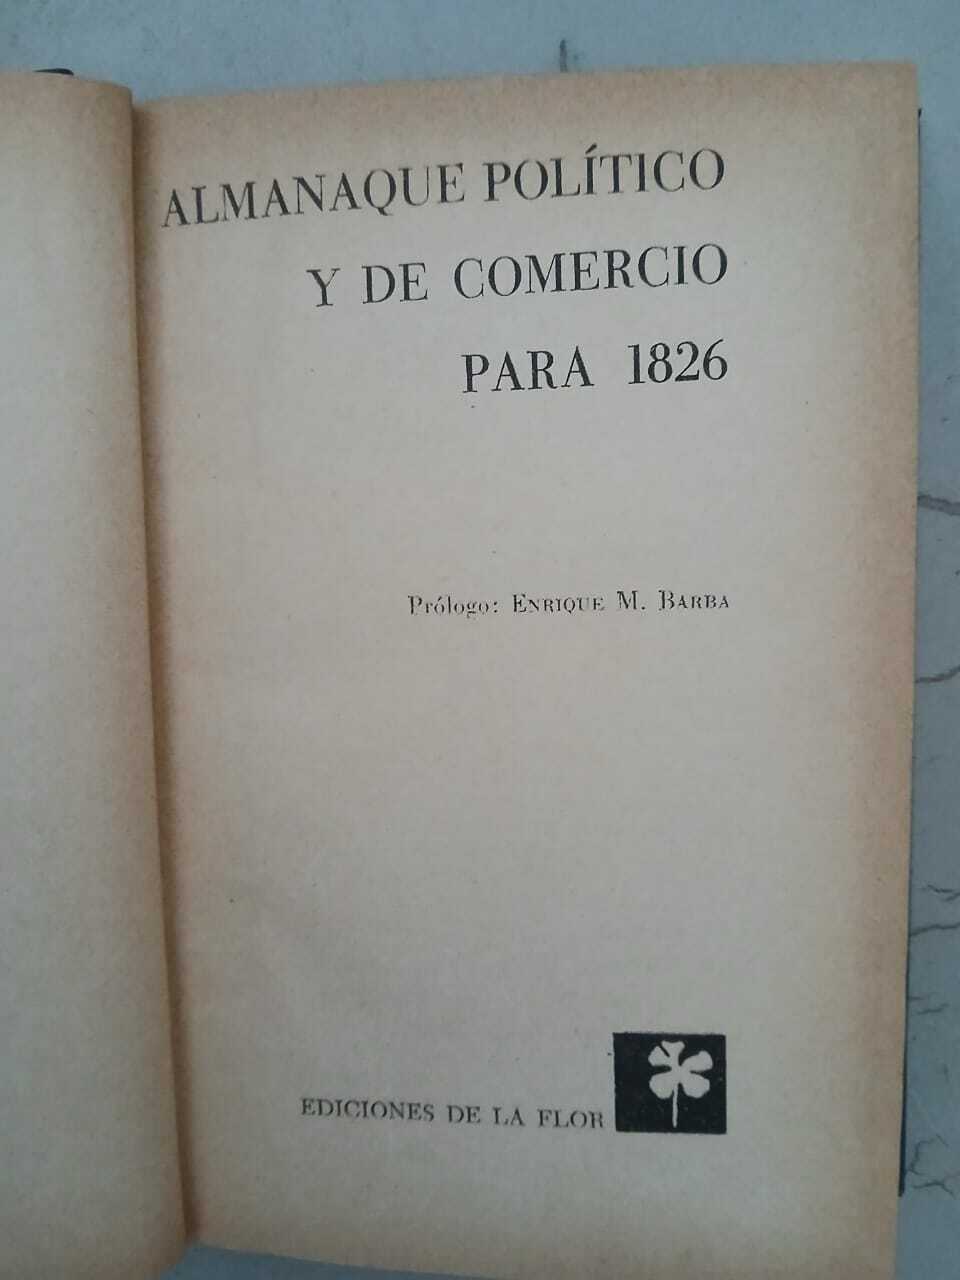 ALMANAQUE POLÍTICO
Y DE COMERCIO
PARA 1826
Prólogo: ENRIQUE M. BARBA
EDICIONES DE LA FLOR